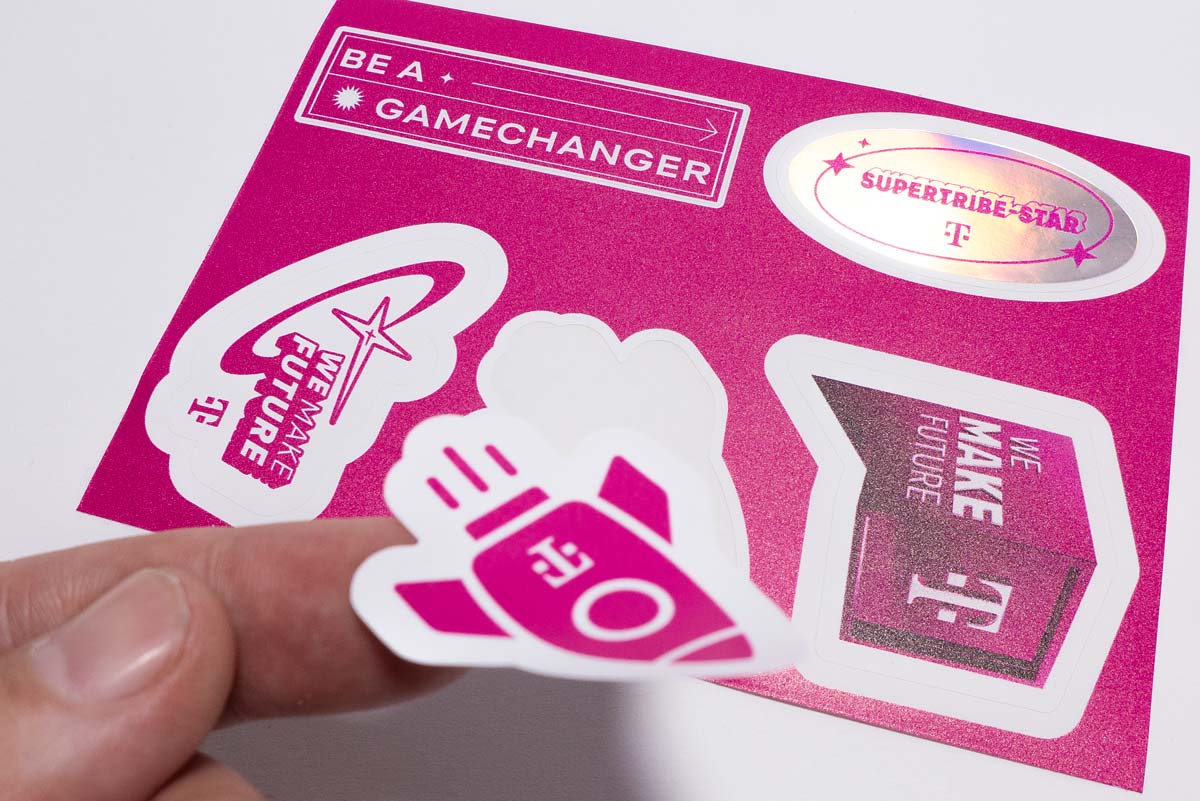 BE A
GAMECHANGER
SUPERTRIBE-STAR
T
WE MAKE
FUTURE
T
WE
MAKE
FUTURE
T
T